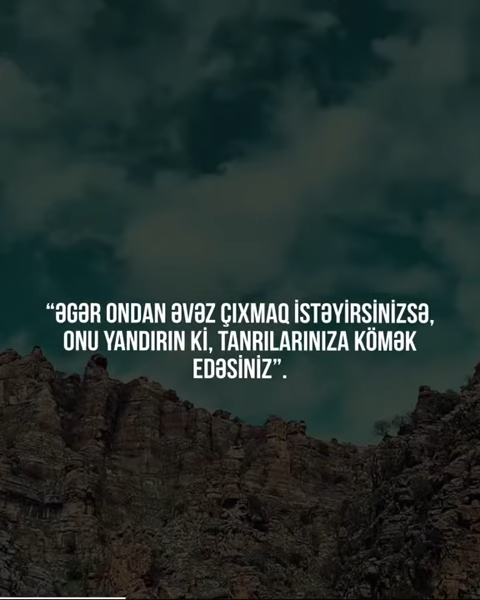 “ƏGƏR ONDAN ƏVƏZ ÇIXMAQ İSTƏYİRSİNİZSƏ,
ONU YANDIRIN Kİ, TANRILARINIZA KÖMƏK
EDƏSİNİZ”.